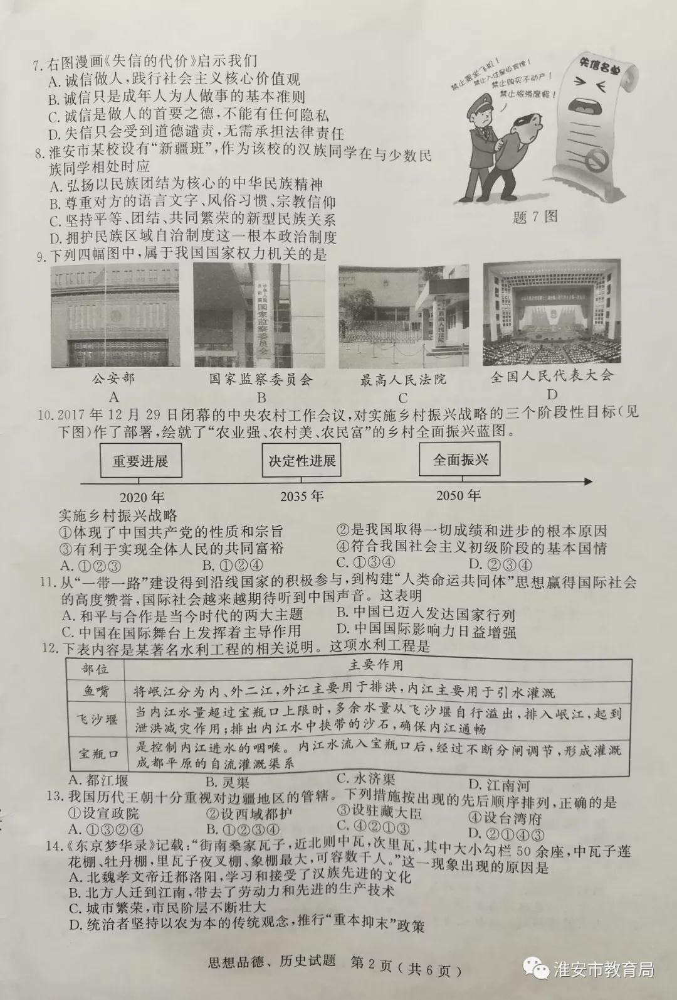 7.右图漫画《失信的代价》启示我们
A.诚信做人,践行社会主义核心价值观
B.诚信只是成年人为人做事的基本准则
C.诚信是做人的首要之德,不能有任何隐私
D.失信只会受到道德谴责,无需承担法律责任
禁止乘坐飞机!
禁止入住星级宾馆!
禁止购买不动产!
禁止旅游度假!
失信名单
题7图
8.淮安市某校设有“新疆班”,作为该校的汉族同学在与少数民
族同学相处时应
A.弘扬以民族团结为核心的中华民族精神
B.尊重对方的语言文字、风俗习惯、宗教信仰
C.坚持平等、团结、共同繁荣的新型民族关系
D.拥护民族区域自治制度这一根本政治制度
9.下列四幅图中,属于我国国家权力机关的是
中华人民共和国
国家监察委员会
最高人民法院
公安部
国家监察委员会
最高人民法院
全国人民代表大会
A
B
C
D
10.2017年12月29日闭幕的中央农村工作会议,对实施乡村振兴战略的三个阶段性目标(见
下图)作了部署,绘就了“农业强、农村美、农民富”的乡村全面振兴蓝图。
重要进展
决定性进展
全面振兴
2020年
2035年
2050年
实施乡村振兴战略
①体现了中国共产党的性质和宗旨 ②是我国取得一切成绩和进步的根本原因
③有利于实现全体人民的共同富裕 ④符合我国社会主义初级阶段的基本国情
A.①②③ B.①②④ C.①③④ D.②③④
11.从“一带一路”建设得到沿线国家的积极参与,到构建“人类命运共同体”思想赢得国际社会
的高度赞誉,国际社会越来越期待听到中国声音。这表明
A.和平与合作是当今时代的两大主题 B.中国已迈入发达国家行列
C.中国在国际舞台上发挥着主导作用 D.中国国际影响力日益增强
12.下表内容是某著名水利工程的相关说明。这项水利工程是
部位 主要作用
鱼嘴 将岷江分为内、外二江,外江主要用于排洪,内江主要用于引水灌溉
飞沙堰 当内江水量超过宝瓶口上限时,多余水量从飞沙堰自行溢出,排入岷江,起到
泄洪减灾作用;排出内江水中挟带的沙石,确保内江通畅
宝瓶口 是控制内江进水的咽喉。内江水流入宝瓶口后,经过不断分闸调节,形成灌溉
成都平原的自流灌溉渠系
A.都江堰 B.灵渠 C.永济渠 D.江南河
13.我国历代王朝十分重视对边疆地区的管辖。下列措施按出现的先后顺序排列,正确的是
①设宣政院 ②设西域都护 ③设驻藏大臣 ④设台湾府
A.①③②④ B.①②③④ C.④②①③ D.②①④③
14.《东京梦华录》记载:“街南桑家瓦子,近北则中瓦,次里瓦,其中大小勾栏50余座,中瓦子莲
花棚、牡丹棚,里瓦子夜叉棚、象棚最大,可容数千人。”这一现象出现的原因是
A.北魏孝文帝迁都洛阳,学习和接受了汉族先进的文化
B.北方人迁到江南,带去了劳动力和先进的生产技术
C.城市繁荣,市民阶层不断壮大
D.统治者坚持以农为本的传统观念,推行“重本抑末”政策
思想品德、历史试题 第2页(共6页)
淮安市教育局